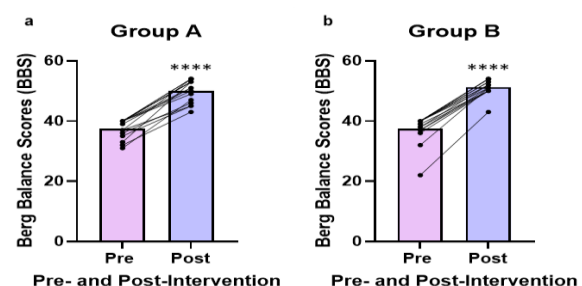 a
Group A
Berg Balance Scores (BBS)
60
40
20
0
****
Pre
Post
Pre- and Post-Intervention
b
Group B
Berg Balance Scores (BBS)
60
40
20
0
****
Pre
Post
Pre- and Post-Intervention